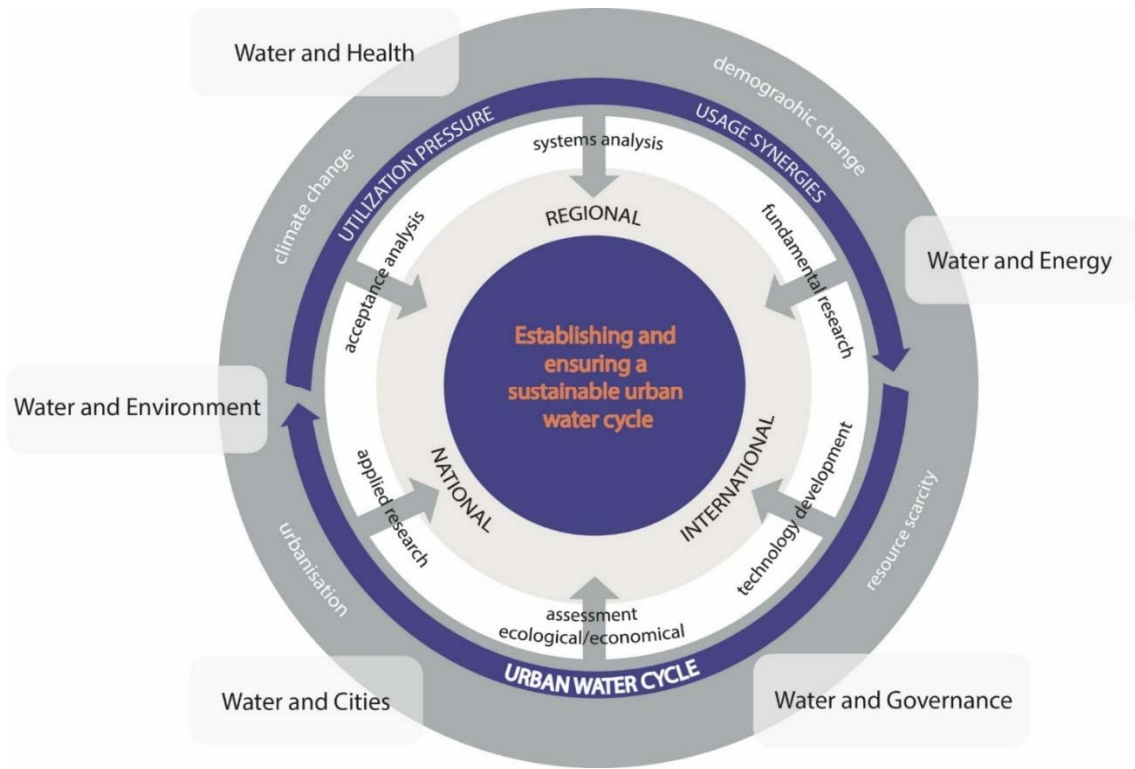 Water and Health
demograohic change
climate change
UTILIZATION PRESSURE
USAGE SYNERGIES
systems analysis
acceptance analysis
fundamental research
REGIONAL
Water and Energy
Establishing and
ensuring a
sustainable urban
water cycle
Water and Environment
NATIONAL
INTERNATIONAL
applied research
technology development
urbanisation
resource scarcity
assessment
ecological/economical
URBAN WATER CYCLE
Water and Cities
Water and Governance